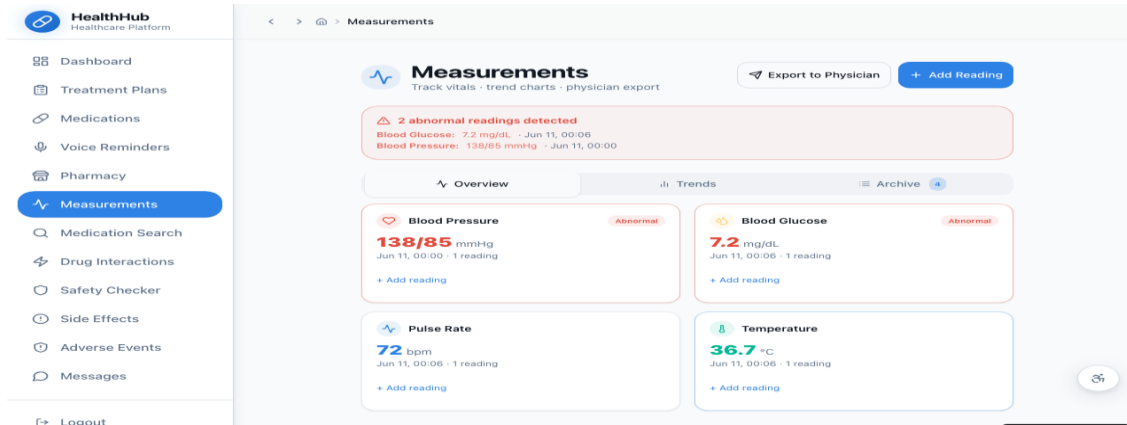 HealthHub
Healthcare Platform
Dashboard
Treatment Plans
Medications
Voice Reminders
Pharmacy
Measurements
Medication Search
Drug Interactions
Safety Checker
Side Effects
Adverse Events
Messages
Logout
< > > Measurements
Measurements
Track vitals · trend charts · physician export
Export to Physician
+ Add Reading
2 abnormal readings detected
Blood Glucose: 7.2 mg/dL · Jun 11, 00:06
Blood Pressure: 138/85 mmHg · Jun 11, 00:00
Overview
Trends
Archive 4
Blood Pressure Abnormal
138/85 mmHg
Jun 11, 00:00 · 1 reading
+ Add reading
Blood Glucose Abnormal
7.2 mg/dL
Jun 11, 00:06 · 1 reading
+ Add reading
Pulse Rate
72 bpm
Jun 11, 00:06 · 1 reading
+ Add reading
Temperature
36.7 °C
Jun 11, 00:06 · 1 reading
+ Add reading